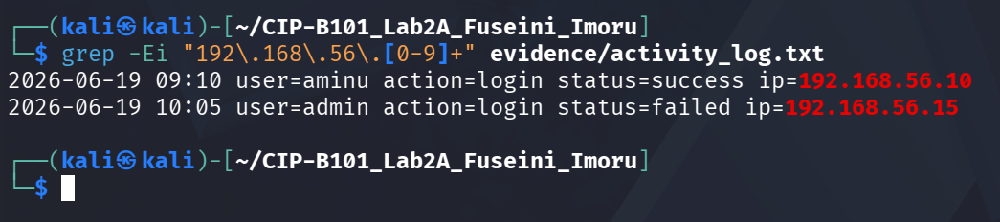 ┌──(kali㉿kali)-[~/CIP-B101_Lab2A_Fuseini_Imoru]
└─$ grep -Ei "192\.168\.56\.[0-9]+" evidence/activity_log.txt
2026-06-19 09:10 user=aminu action=login status=success ip=192.168.56.10
2026-06-19 10:05 user=admin action=login status=failed ip=192.168.56.15
┌──(kali㉿kali)-[~/CIP-B101_Lab2A_Fuseini_Imoru]
└─$